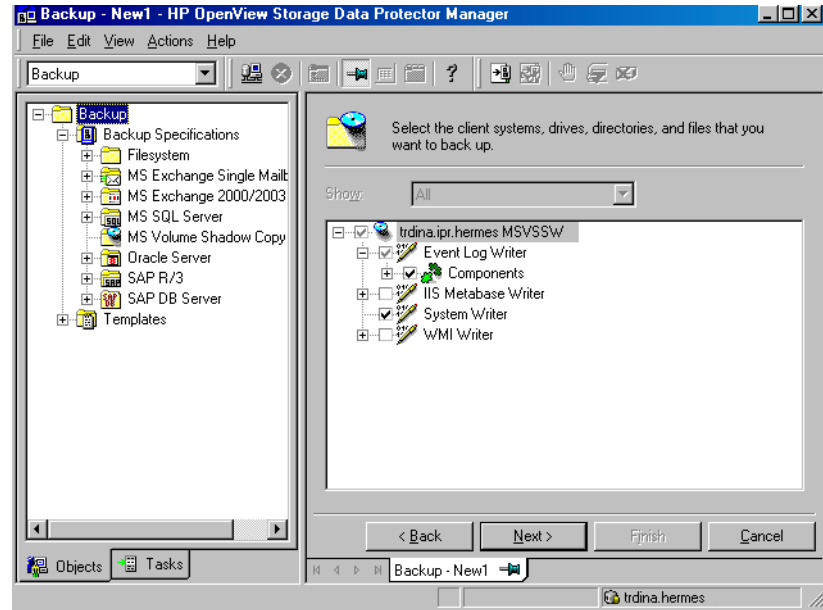 Backup - New1 - HP OpenView Storage Data Protector Manager
File Edit View Actions Help
Backup
Backup
Backup Specifications
Filesystem
MS Exchange Single Mailb
MS Exchange 2000/2003
MS SQL Server
MS Volume Shadow Copy
Oracle Server
SAP R/3
SAP DB Server
Templates
Objects
Tasks
Select the client systems, drives, directories, and files that you
want to back up.
Show:
All
trdina.ipr.hermes MSVSSW
Event Log Writer
Components
IIS Metabase Writer
System Writer
WMI Writer
< Back
Next >
Finish
Cancel
Backup - New1
trdina.hermes